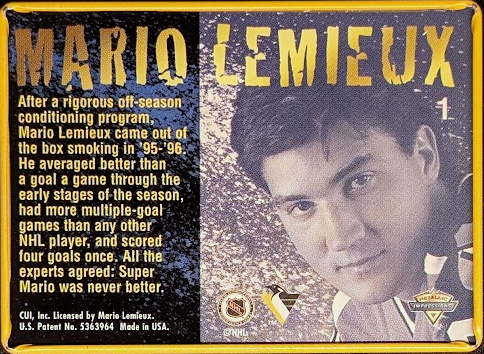 MARIO LEMIEUX
1
After a rigorous off-season
conditioning program,
Mario Lemieux came out of
the box smoking in '95-'96.
He averaged better than
a goal a game through the
early stages of the season,
had more multiple-goal
games than any other
NHL player, and scored
four goals once. All the
experts agreed: Super
Mario was never better.
CUI, Inc. Licensed by Mario Lemieux.
U.S. Patent No. 5363964 Made in USA.
NHL
©NHL
METALLIC
IMPRESSIONS